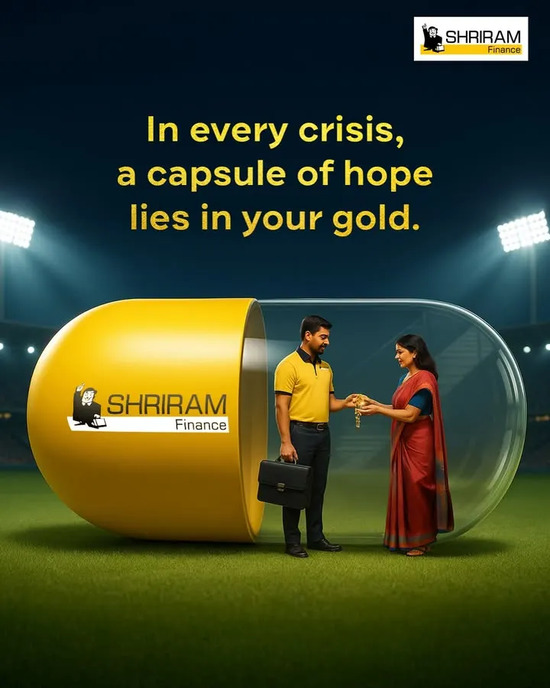 SHRIRAM
Finance
In every crisis,
a capsule of hope
lies in your gold.
SHRIRAM
Finance